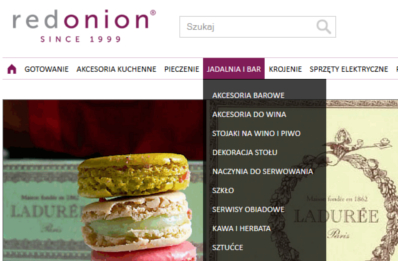 redonion®
SINCE 1999
Szukaj
GOTOWANIE AKCESORIA KUCHENNE PIECZENIE JADALNIA I BAR KROJENIE SPRZĘTY ELEKTRYCZNE
AKCESORIA BAROWE
AKCESORIA DO WINA
STOJAKI NA WINO I PIWO
DEKORACJA STOŁU
NACZYNIA DO SERWOWANIA
SZKŁO
SERWISY OBIADOWE
KAWA I HERBATA
SZTUĆCE
Maison fondée en 1862
LADURÉE
Paris
Maison fondée en 1862
LADURÉE
Paris